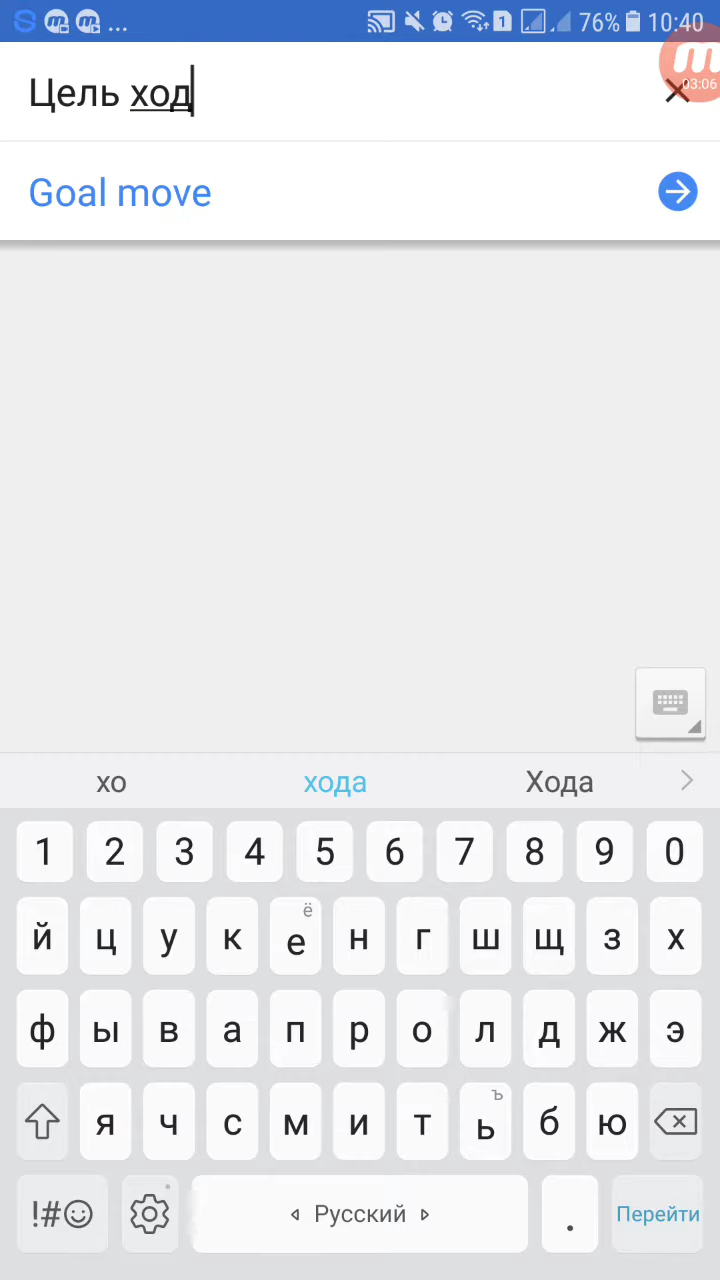 ... 1 76% 10:40
03:06
Цель ход
Goal move
хо хода Хода
1 2 3 4 5 6 7 8 9 0
й ц у к е ё н г ш щ з х
ф ы в а п р о л д ж э
я ч с м и т ь ъ б ю
!#☺ Русский . Перейти